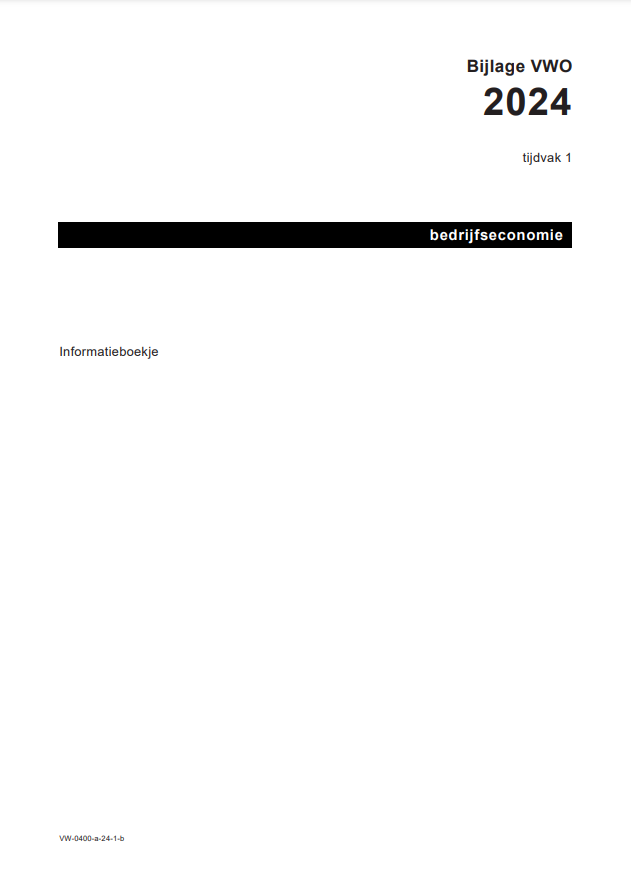 Bijlage VWO
2024
tijdvak 1
bedrijfseconomie
Informatieboekje
VW-0400-a-24-1-b